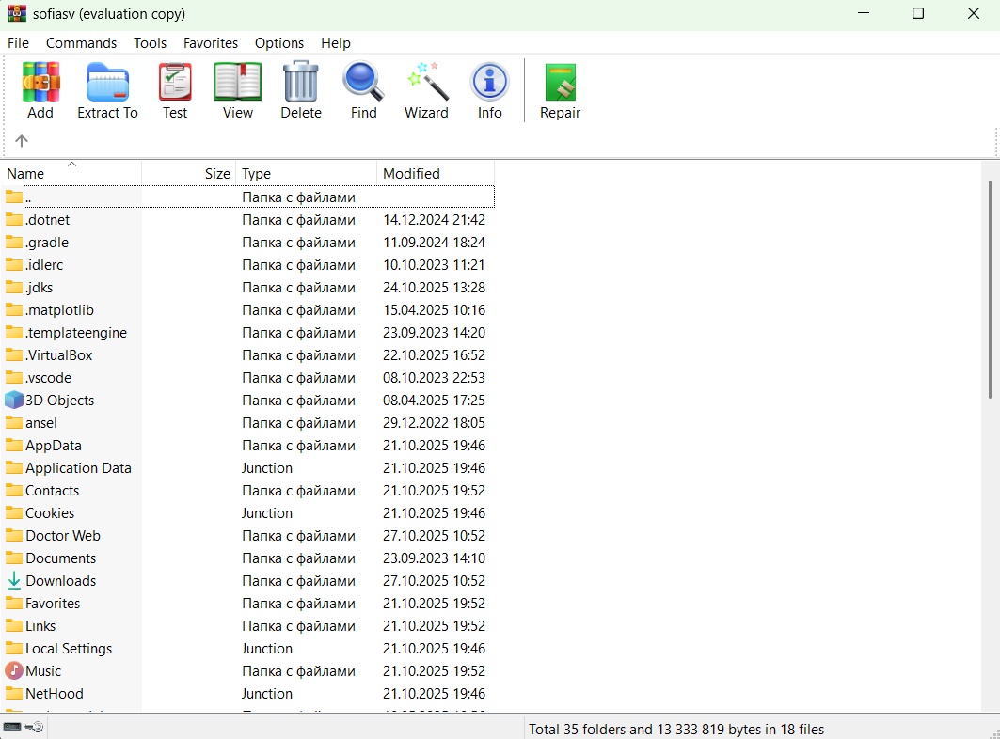 sofiasv (evaluation copy)
File Commands Tools Favorites Options Help
Add Extract To Test View Delete Find Wizard Info Repair
Name Size Type Modified
.. Папка с файлами
.dotnet Папка с файлами 14.12.2024 21:42
.gradle Папка с файлами 11.09.2024 18:24
.idlerc Папка с файлами 10.10.2023 11:21
.jdks Папка с файлами 24.10.2025 13:28
.matplotlib Папка с файлами 15.04.2025 10:16
.templateengine Папка с файлами 23.09.2023 14:20
.VirtualBox Папка с файлами 22.10.2025 16:52
.vscode Папка с файлами 08.10.2023 22:53
3D Objects Папка с файлами 08.04.2025 17:25
ansel Папка с файлами 29.12.2022 18:05
AppData Папка с файлами 21.10.2025 19:46
Application Data Junction 21.10.2025 19:46
Contacts Папка с файлами 21.10.2025 19:52
Cookies Junction 21.10.2025 19:46
Doctor Web Папка с файлами 27.10.2025 10:52
Documents Папка с файлами 23.09.2023 14:10
Downloads Папка с файлами 27.10.2025 10:52
Favorites Папка с файлами 21.10.2025 19:52
Links Папка с файлами 21.10.2025 19:52
Local Settings Junction 21.10.2025 19:46
Music Папка с файлами 21.10.2025 19:52
NetHood Junction 21.10.2025 19:46
Total 35 folders and 13 333 819 bytes in 18 files